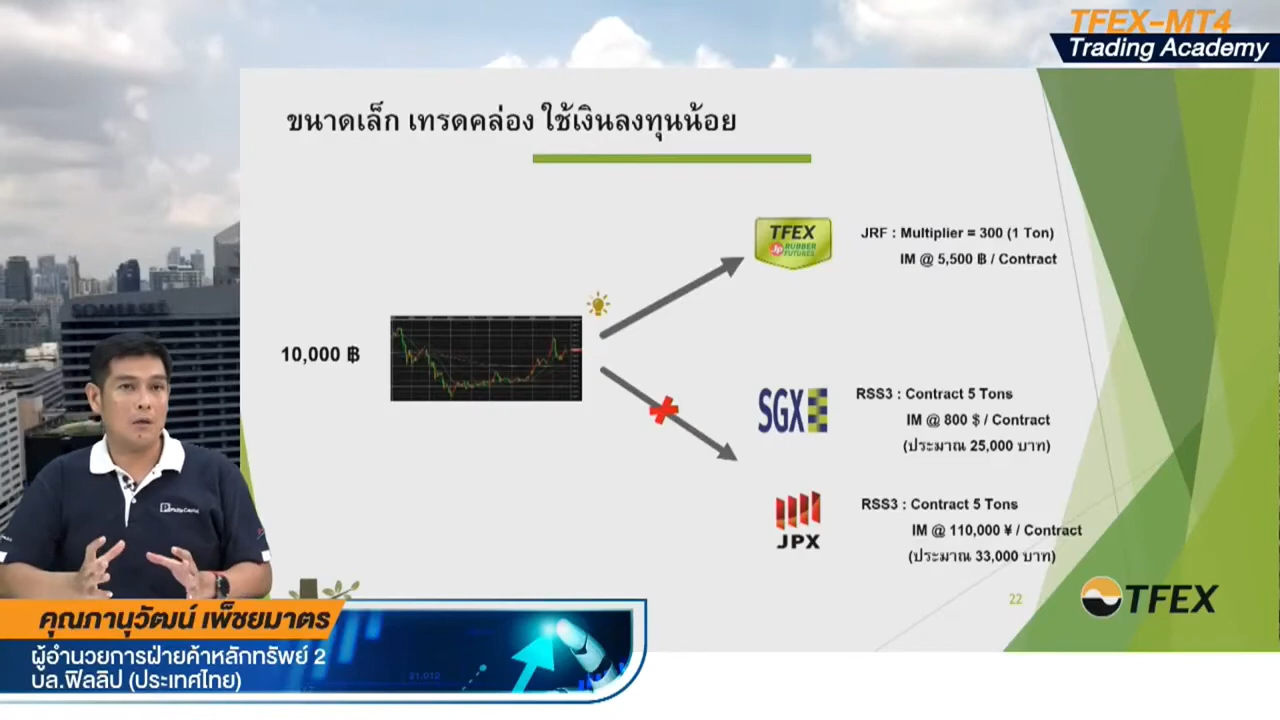 TFEX-MT4
Trading Academy
ขนาดเล็ก เทรดคล่อง ใช้เงินลงทุนน้อย
TFEX
RUBBER
FUTURES
JRF : Multiplier = 300 (1 Ton)
IM @ 5,500 ฿ / Contract
10,000 ฿
SGX
RSS3 : Contract 5 Tons
IM @ 800 $ / Contract
(ประมาณ 25,000 บาท)
JPX
RSS3 : Contract 5 Tons
IM @ 110,000 ¥ / Contract
(ประมาณ 33,000 บาท)
22
TFEX
SOMERSET
PhillipCapital
คุณภานุวัฒน์ เพ็ชยมาตร
ผู้อำนวยการฝ่ายค้าหลักทรัพย์ 2
บล.ฟิลลิป (ประเทศไทย)
21,012